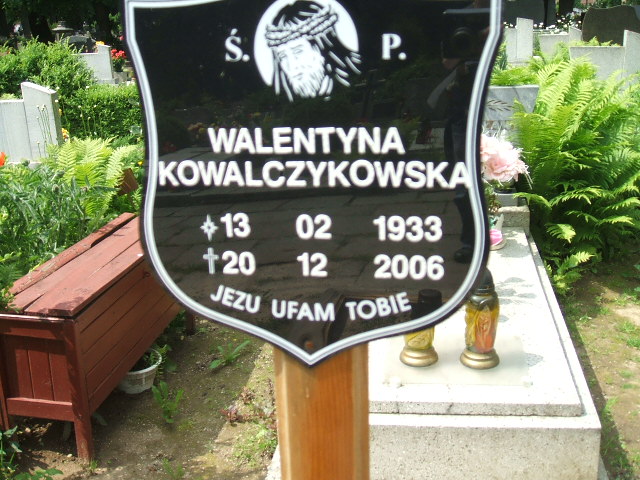 Ś. P.
WALENTYNA
KOWALCZYKOWSKA
13 02 1933
20 12 2006
JEZU UFAM TOBIE